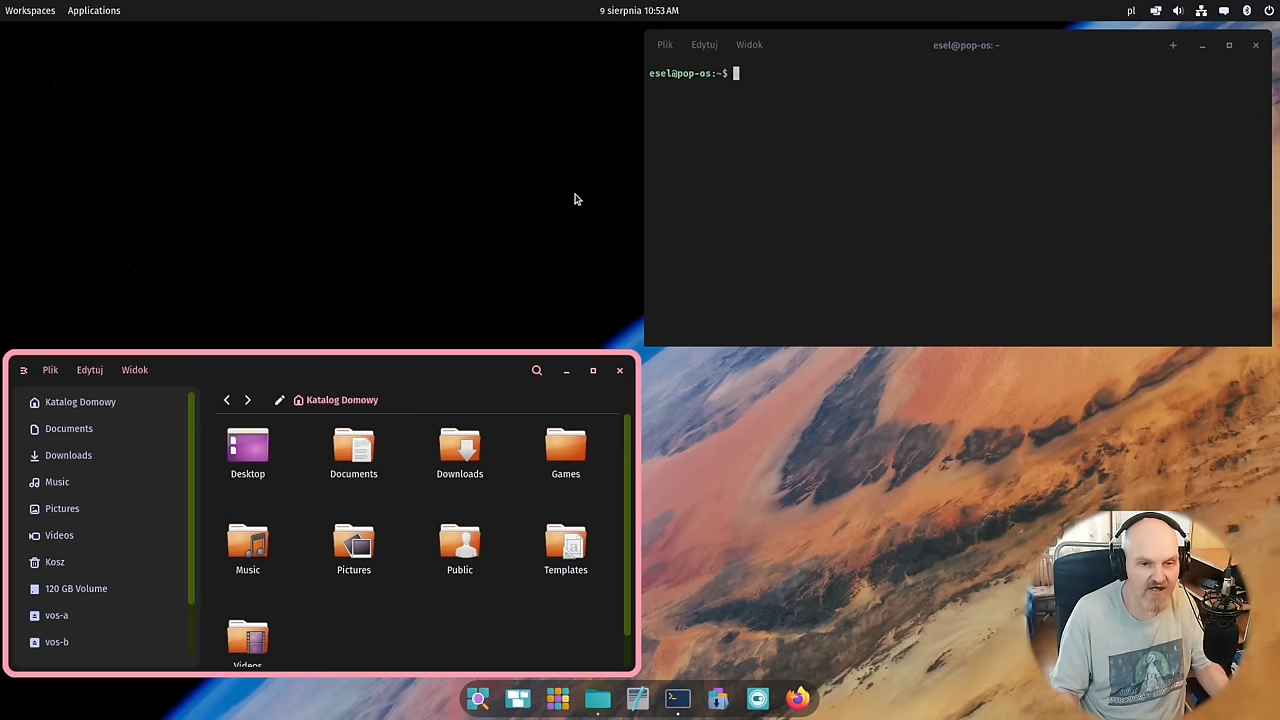 Workspaces Applications 9 sierpnia 10:53 AM pl
Plik Edytuj Widok esel@pop-os: ~
esel@pop-os:~$
Plik Edytuj Widok
Katalog Domowy
Documents
Downloads
Music
Pictures
Videos
Kosz
120 GB Volume
vos-a
vos-b
Katalog Domowy
Desktop Documents Downloads Games
Music Pictures Public Templates
Videos